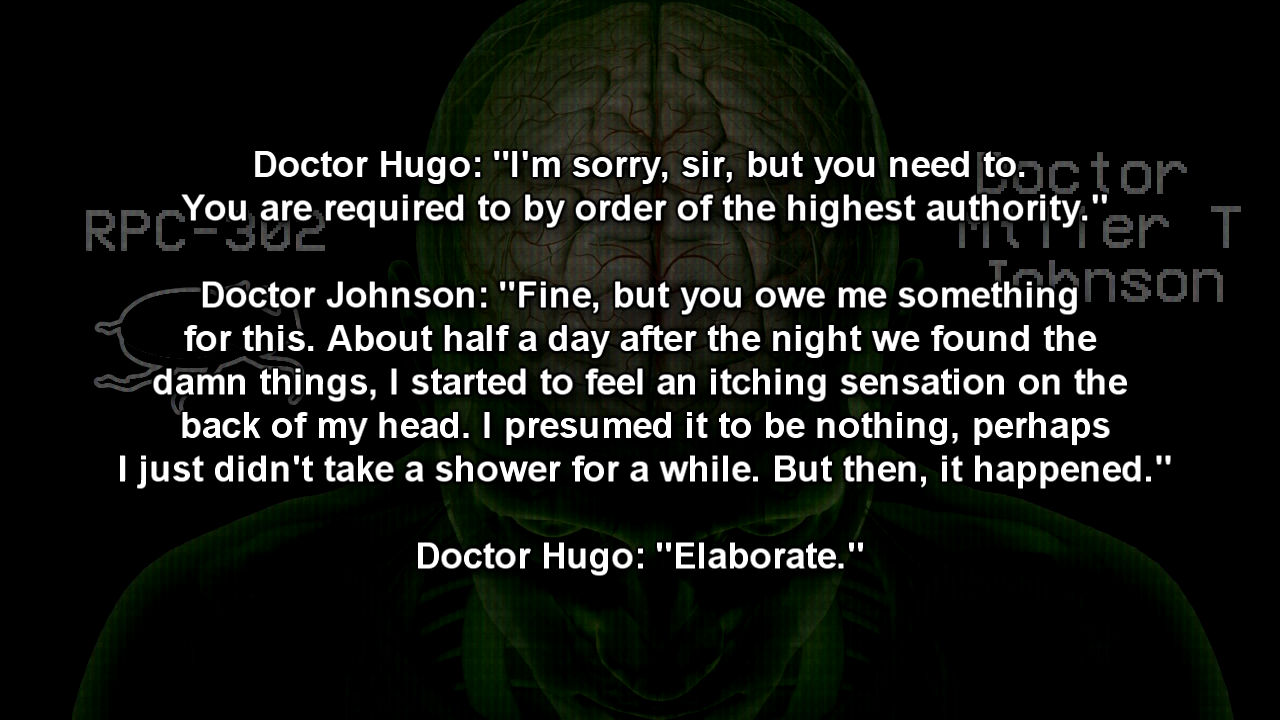 Doctor Hugo: "I'm sorry, sir, but you need to.
You are required to by order of the highest authority."
Doctor Johnson: "Fine, but you owe me something
for this. About half a day after the night we found the
damn things, I started to feel an itching sensation on the
back of my head. I presumed it to be nothing, perhaps
I just didn't take a shower for a while. But then, it happened."
Doctor Hugo: "Elaborate."
RPC-302
Doctor
T
Johnson